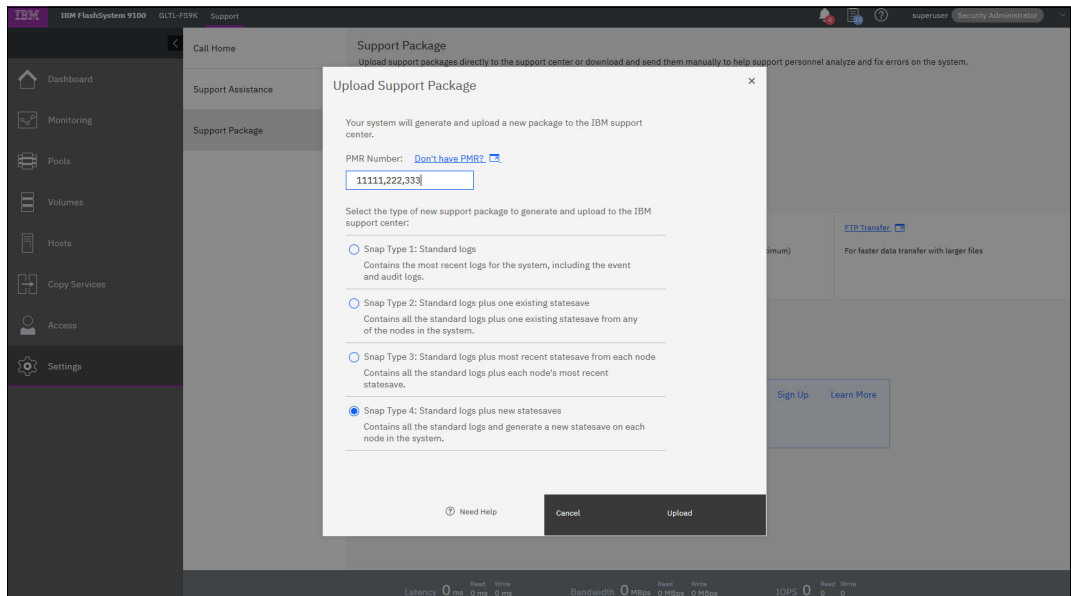 IBM IBM FlashSystem 9100 GLTL-FS9K Support
4 10 superuser Security Administrator
Call Home
Support Package
Upload support packages directly to the support center or download and send them manually to help support personnel analyze and fix errors on the system.
Dashboard
Monitoring
Pools
Volumes
Hosts
Copy Services
Access
Settings
Support Assistance
Support Package
Upload Support Package
Your system will generate and upload a new package to the IBM support
center.
PMR Number: Don't have PMR?
11111,222,333
Select the type of new support package to generate and upload to the IBM
support center:
Snap Type 1: Standard logs
Contains the most recent logs for the system, including the event
and audit logs.
Snap Type 2: Standard logs plus one existing statesave
Contains all the standard logs plus one existing statesave from any
of the nodes in the system.
Snap Type 3: Standard logs plus most recent statesave from each node
Contains all the standard logs plus each node's most recent
statesave.
Snap Type 4: Standard logs plus new statesaves
Contains all the standard logs and generate a new statesave on each
node in the system.
Need Help
Cancel
Upload
FTP Transfer
imum) For faster data transfer with larger files
Sign Up Learn More
Latency 0 ms Read 0 ms Write 0 ms
Bandwidth 0 MBps Read 0 MBps Write 0 MBps
IOPS 0 Read 0 Write 0